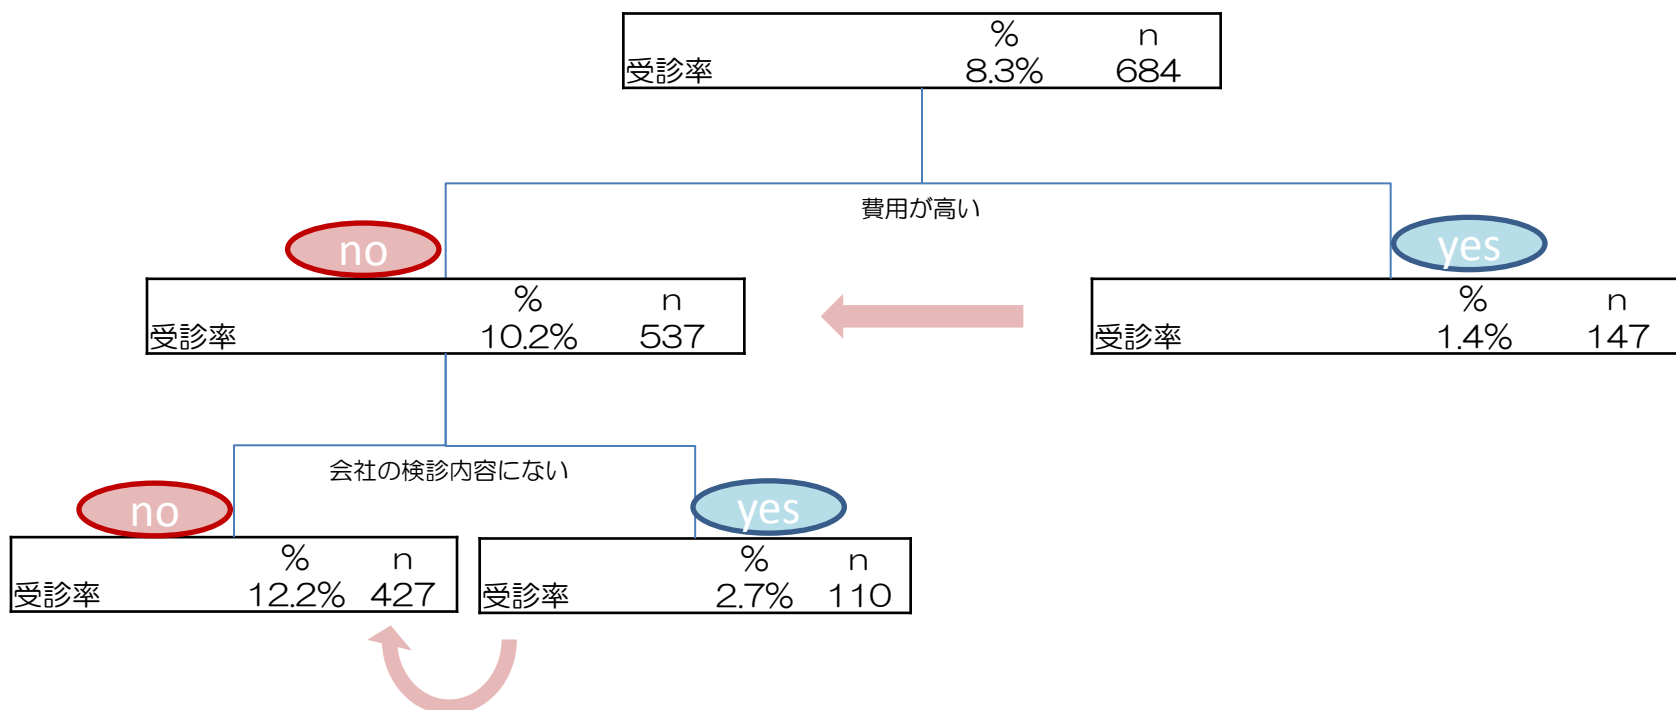 % n
受診率 8.3% 684
費用が高い
no
yes
% n
受診率 10.2% 537
% n
受診率 1.4% 147
会社の検診内容にない
no
yes
% n
受診率 12.2% 427
% n
受診率 2.7% 110